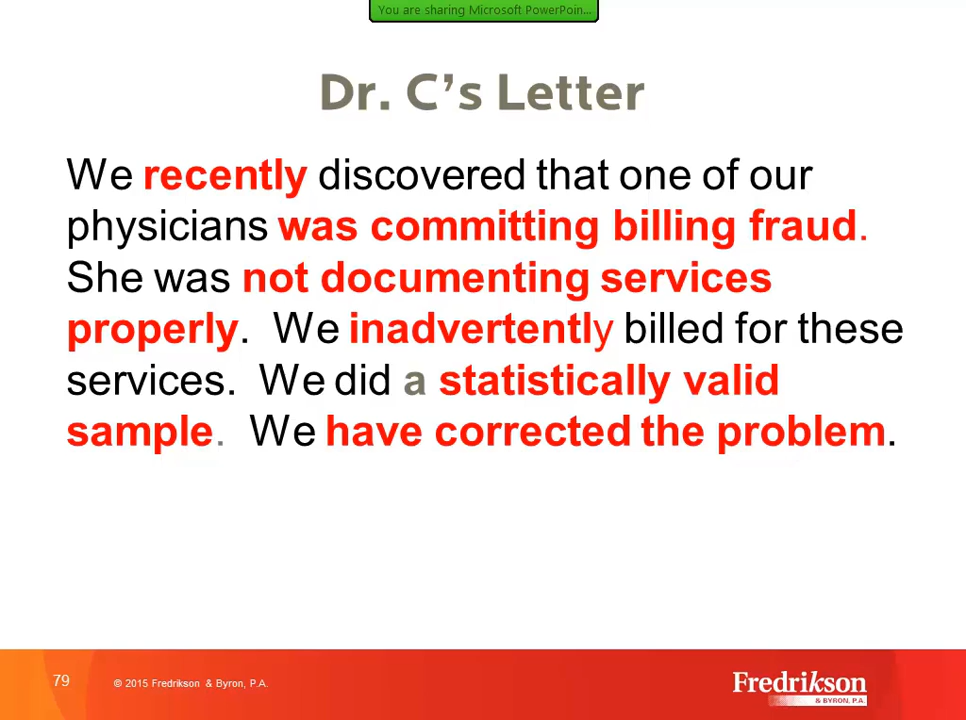 You are sharing Microsoft PowerPoin...
Dr. C's Letter
We recently discovered that one of our
physicians was committing billing fraud.
She was not documenting services
properly.  We inadvertently billed for these
services.  We did a statistically valid
sample.  We have corrected the problem.
79
© 2015 Fredrikson & Byron, P.A.
Fredrikson
& BYRON, P.A.